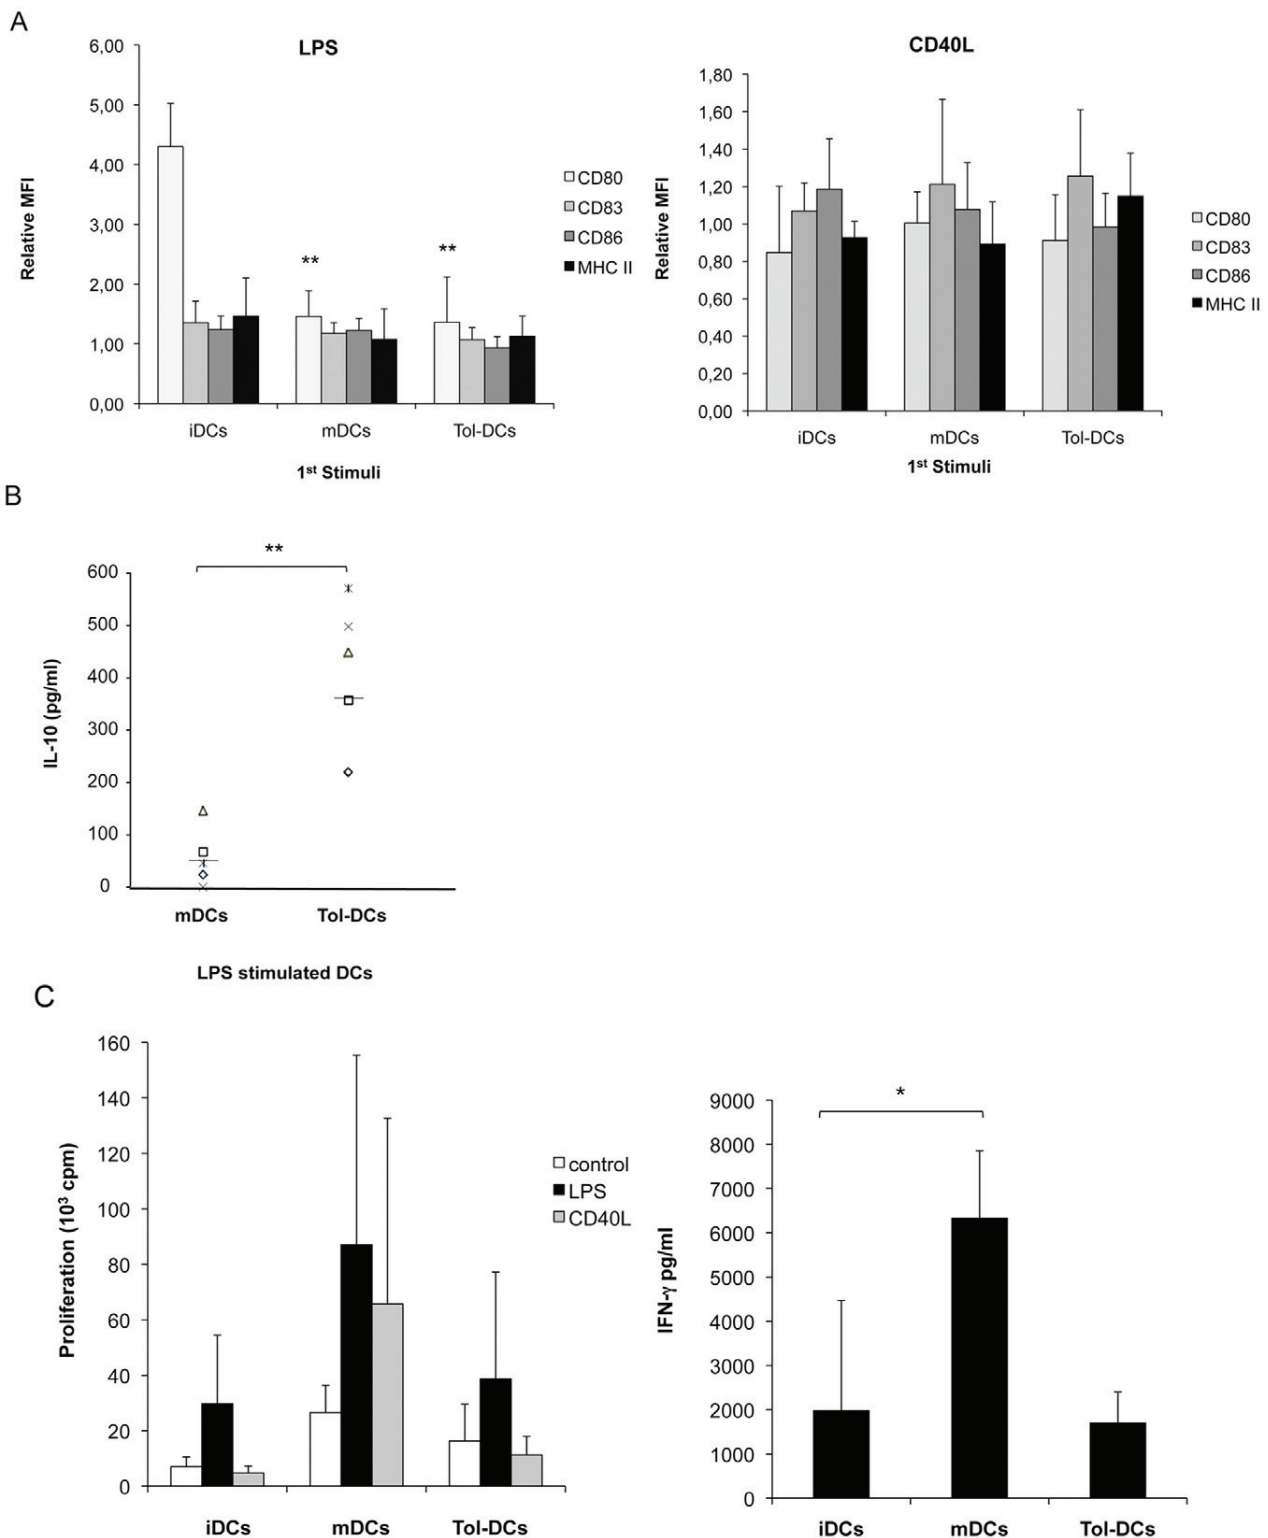 A
LPS
6,00
5,00
4,00
3,00
2,00
1,00
0,00
Relative MFI
**
**
CD80
CD83
CD86
MHC II
iDCs
mDCs
Tol-DCs
1st Stimuli
CD40L
1,80
1,60
1,40
1,20
1,00
0,80
0,60
0,40
0,20
0,00
Relative MFI
CD80
CD83
CD86
MHC II
iDCs
mDCs
Tol-DCs
1st Stimuli
B
**
600
500
400
300
200
100
0
IL-10 (pg/ml)
mDCs
Tol-DCs
LPS stimulated DCs
C
160
140
120
100
80
60
40
20
0
Proliferation (10³ cpm)
control
LPS
CD40L
iDCs
mDCs
Tol-DCs
*
9000
8000
7000
6000
5000
4000
3000
2000
1000
0
IFN-γ pg/ml
iDCs
mDCs
Tol-DCs